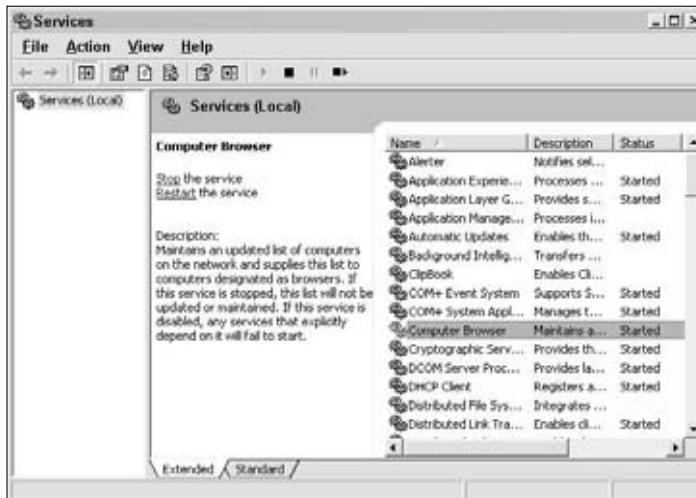 Services
File Action View Help
Services (Local)
Services (Local)
Computer Browser
Stop the service
Restart the service
Description:
Maintains an updated list of computers
on the network and supplies this list to
computers designated as browsers. If
this service is stopped, this list will not be
updated or maintained. If this service is
disabled, any services that explicitly
depend on it will fail to start.
Name Description Status
Alerter Notifies sel...
Application Experie... Processes ... Started
Application Layer G... Provides s... Started
Application Manage... Processes i...
Automatic Updates Enables th... Started
Background Intellig... Transfers ...
ClipBook Enables Cli...
COM+ Event System Supports S... Started
COM+ System Appl... Manages t... Started
Computer Browser Maintains a... Started
Cryptographic Serv... Provides th... Started
DCOM Server Proc... Provides la... Started
DHCP Client Registers a... Started
Distributed File Sys... Integrates ...
Distributed Link Tra... Enables cli... Started
Extended Standard